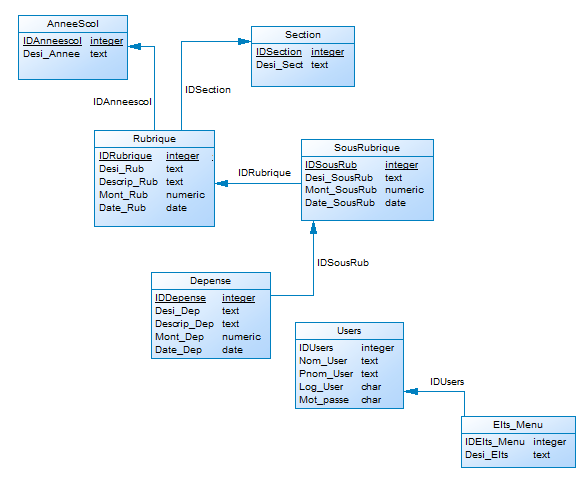 AnneeScol
IDAnneescol integer
Desi_Annee text
Section
IDSection integer
Desi_Sect text
IDAnneescol
IDSection
Rubrique
IDRubrique integer
Desi_Rub text
Descrip_Rub text
Mont_Rub numeric
Date_Rub date
IDRubrique
SousRubrique
IDSousRub integer
Desi_SousRub text
Mont_SousRub numeric
Date_SousRub date
IDSousRub
Depense
IDDepense integer
Desi_Dep text
Descrip_Dep text
Mont_Dep numeric
Date_Dep date
Users
IDUsers integer
Nom_User text
Pnom_User text
Log_User char
Mot_passe char
IDUsers
Elts_Menu
IDElts_Menu integer
Desi_Elts text